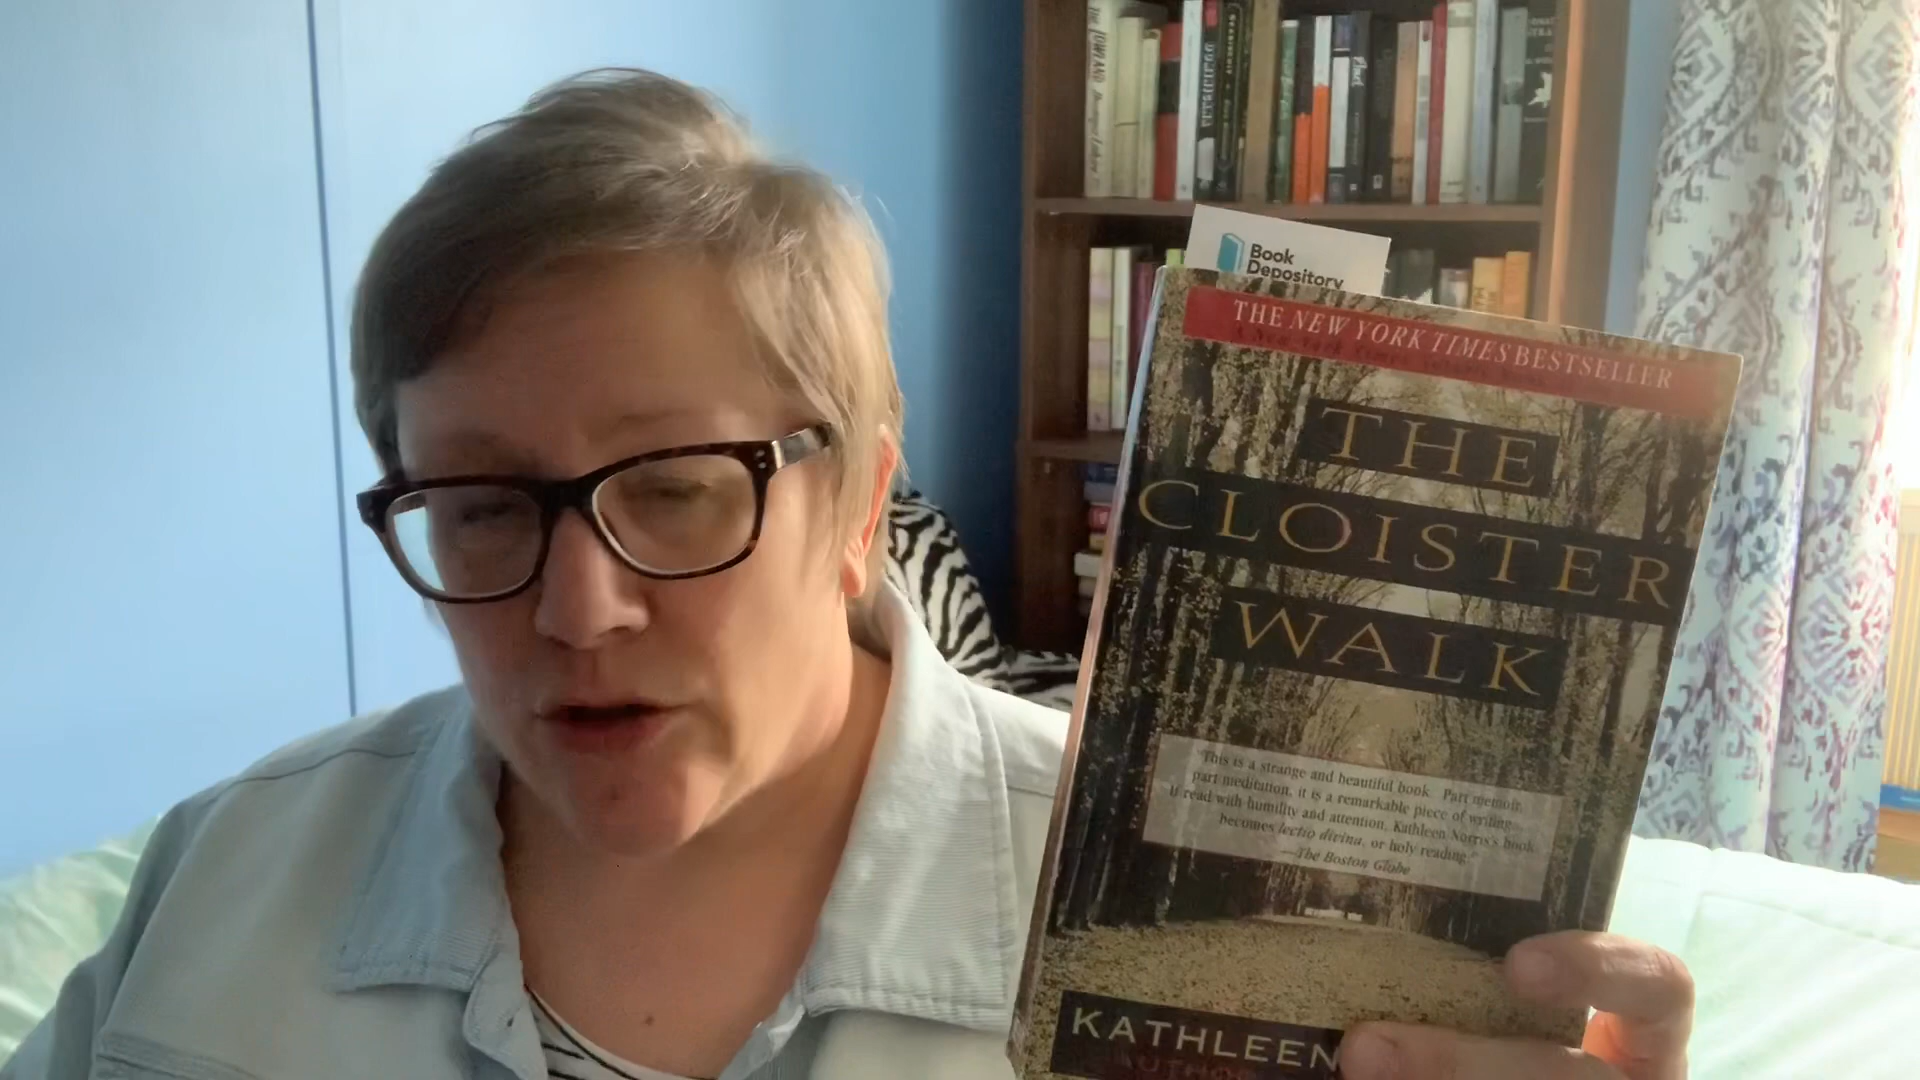 Book
Depository
THE NEW YORK TIMES BESTSELLER
THE
CLOISTER
WALK
"This is a strange and beautiful book. Part memoir,
part meditation, it is a remarkable piece of writing.
If read with humility and attention, Kathleen Norris's book
becomes lectio divina, or holy reading."
—The Boston Globe
KATHLEEN